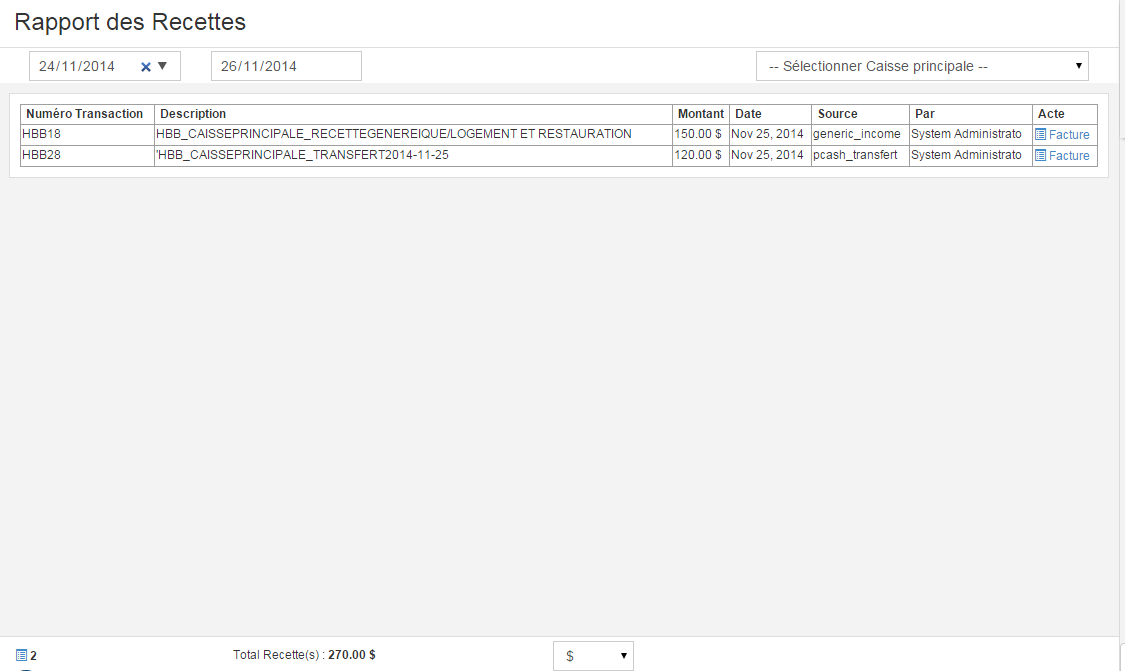 Rapport des Recettes
24/11/2014 26/11/2014 -- Sélectionner Caisse principale --
Numéro Transaction Description Montant Date Source Par Acte
HBB18 HBB_CAISSEPRINCIPALE_RECETTEGENEREIQUE/LOGEMENT ET RESTAURATION 150.00 $ Nov 25, 2014 generic_income System Administrato Facture
HBB28 'HBB_CAISSEPRINCIPALE_TRANSFERT2014-11-25 120.00 $ Nov 25, 2014 pcash_transfert System Administrato Facture
2 Total Recette(s) : 270.00 $ $